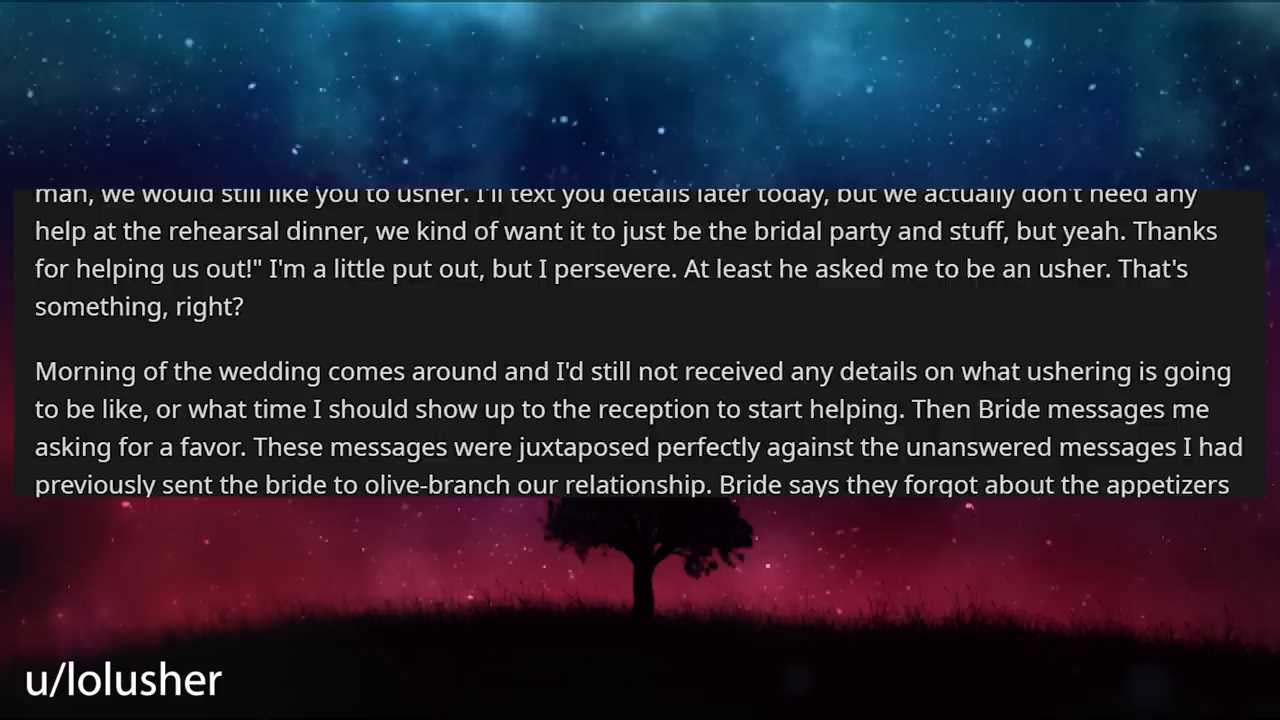 man, we would still like you to usher. I'll text you details later today, but we actually don't need any
help at the rehearsal dinner, we kind of want it to just be the bridal party and stuff, but yeah. Thanks
for helping us out!" I'm a little put out, but I persevere. At least he asked me to be an usher. That's
something, right?
Morning of the wedding comes around and I'd still not received any details on what ushering is going
to be like, or what time I should show up to the reception to start helping. Then Bride messages me
asking for a favor. These messages were juxtaposed perfectly against the unanswered messages I had
previously sent the bride to olive-branch our relationship. Bride says they forgot about the appetizers
u/lolusher